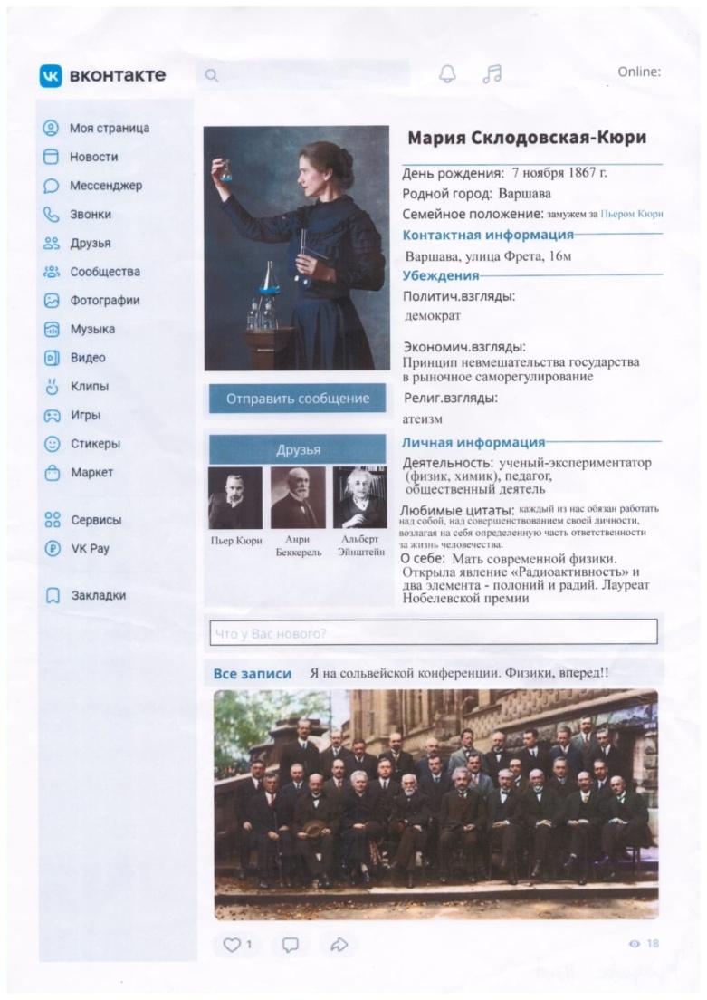 вконтакте
Online:
Моя страница
Новости
Мессенджер
Звонки
Друзья
Сообщества
Фотографии
Музыка
Видео
Клипы
Игры
Стикеры
Маркет
Сервисы
VK Pay
Закладки
Отправить сообщение
Друзья
Пьер Кюри
Анри
Беккерель
Альберт
Эйнштейн
Мария Склодовская-Кюри
День рождения: 7 ноября 1867 г.
Родной город: Варшава
Семейное положение: замужем за Пьером Кюри
Контактная информация
Варшава, улица Фрета, 16м
Убеждения
Политич.взгляды:
демократ
Экономич.взгляды:
Принцип невмешательства государства
в рыночное саморегулирование
Религ.взгляды:
атеизм
Личная информация
Деятельность: ученый-экспериментатор
(физик, химик), педагог,
общественный деятель
Любимые цитаты: каждый из нас обязан работать
над собой, над совершенствованием своей личности,
возлагая на себя определенную часть ответственности
за жизнь человечества.
О себе: Мать современной физики.
Открыла явление «Радиоактивность» и
два элемента - полоний и радий. Лауреат
Нобелевской премии
Что у Вас нового?
Все записи Я на сольвейской конференции. Физики, вперед!!
1
18